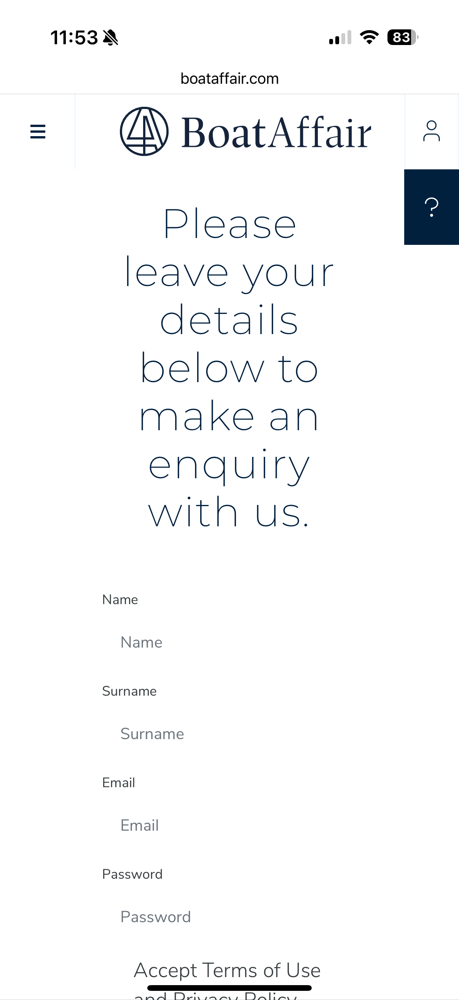 11:53
83
boataffair.com
BoatAffair
?
Please
leave your
details
below to
make an
enquiry
with us.
Name
Name
Surname
Surname
Email
Email
Password
Password
Accept Terms of Use
and Privacy Policy